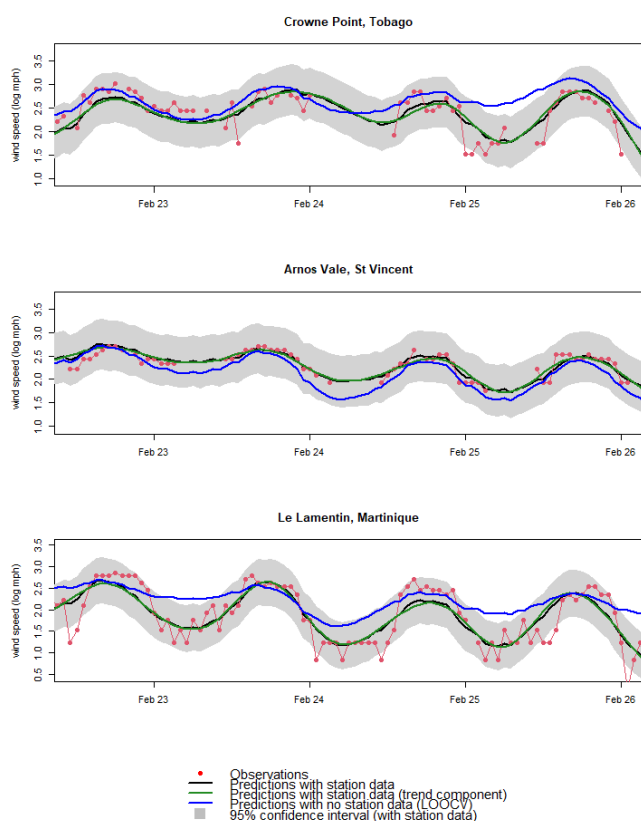 Crowne Point, Tobago
wind speed (log mph)
3.5
3.0
2.5
2.0
1.5
1.0
Feb 23
Feb 24
Feb 25
Feb 26
Arnos Vale, St Vincent
wind speed (log mph)
3.5
3.0
2.5
2.0
1.5
1.0
Feb 23
Feb 24
Feb 25
Feb 26
Le Lamentin, Martinique
wind speed (log mph)
3.5
3.0
2.5
2.0
1.5
1.0
0.5
Feb 23
Feb 24
Feb 25
Feb 26
Observations
Predictions with station data
Predictions with station data (trend component)
Predictions with no station data (LOOCV)
95% confidence interval (with station data)